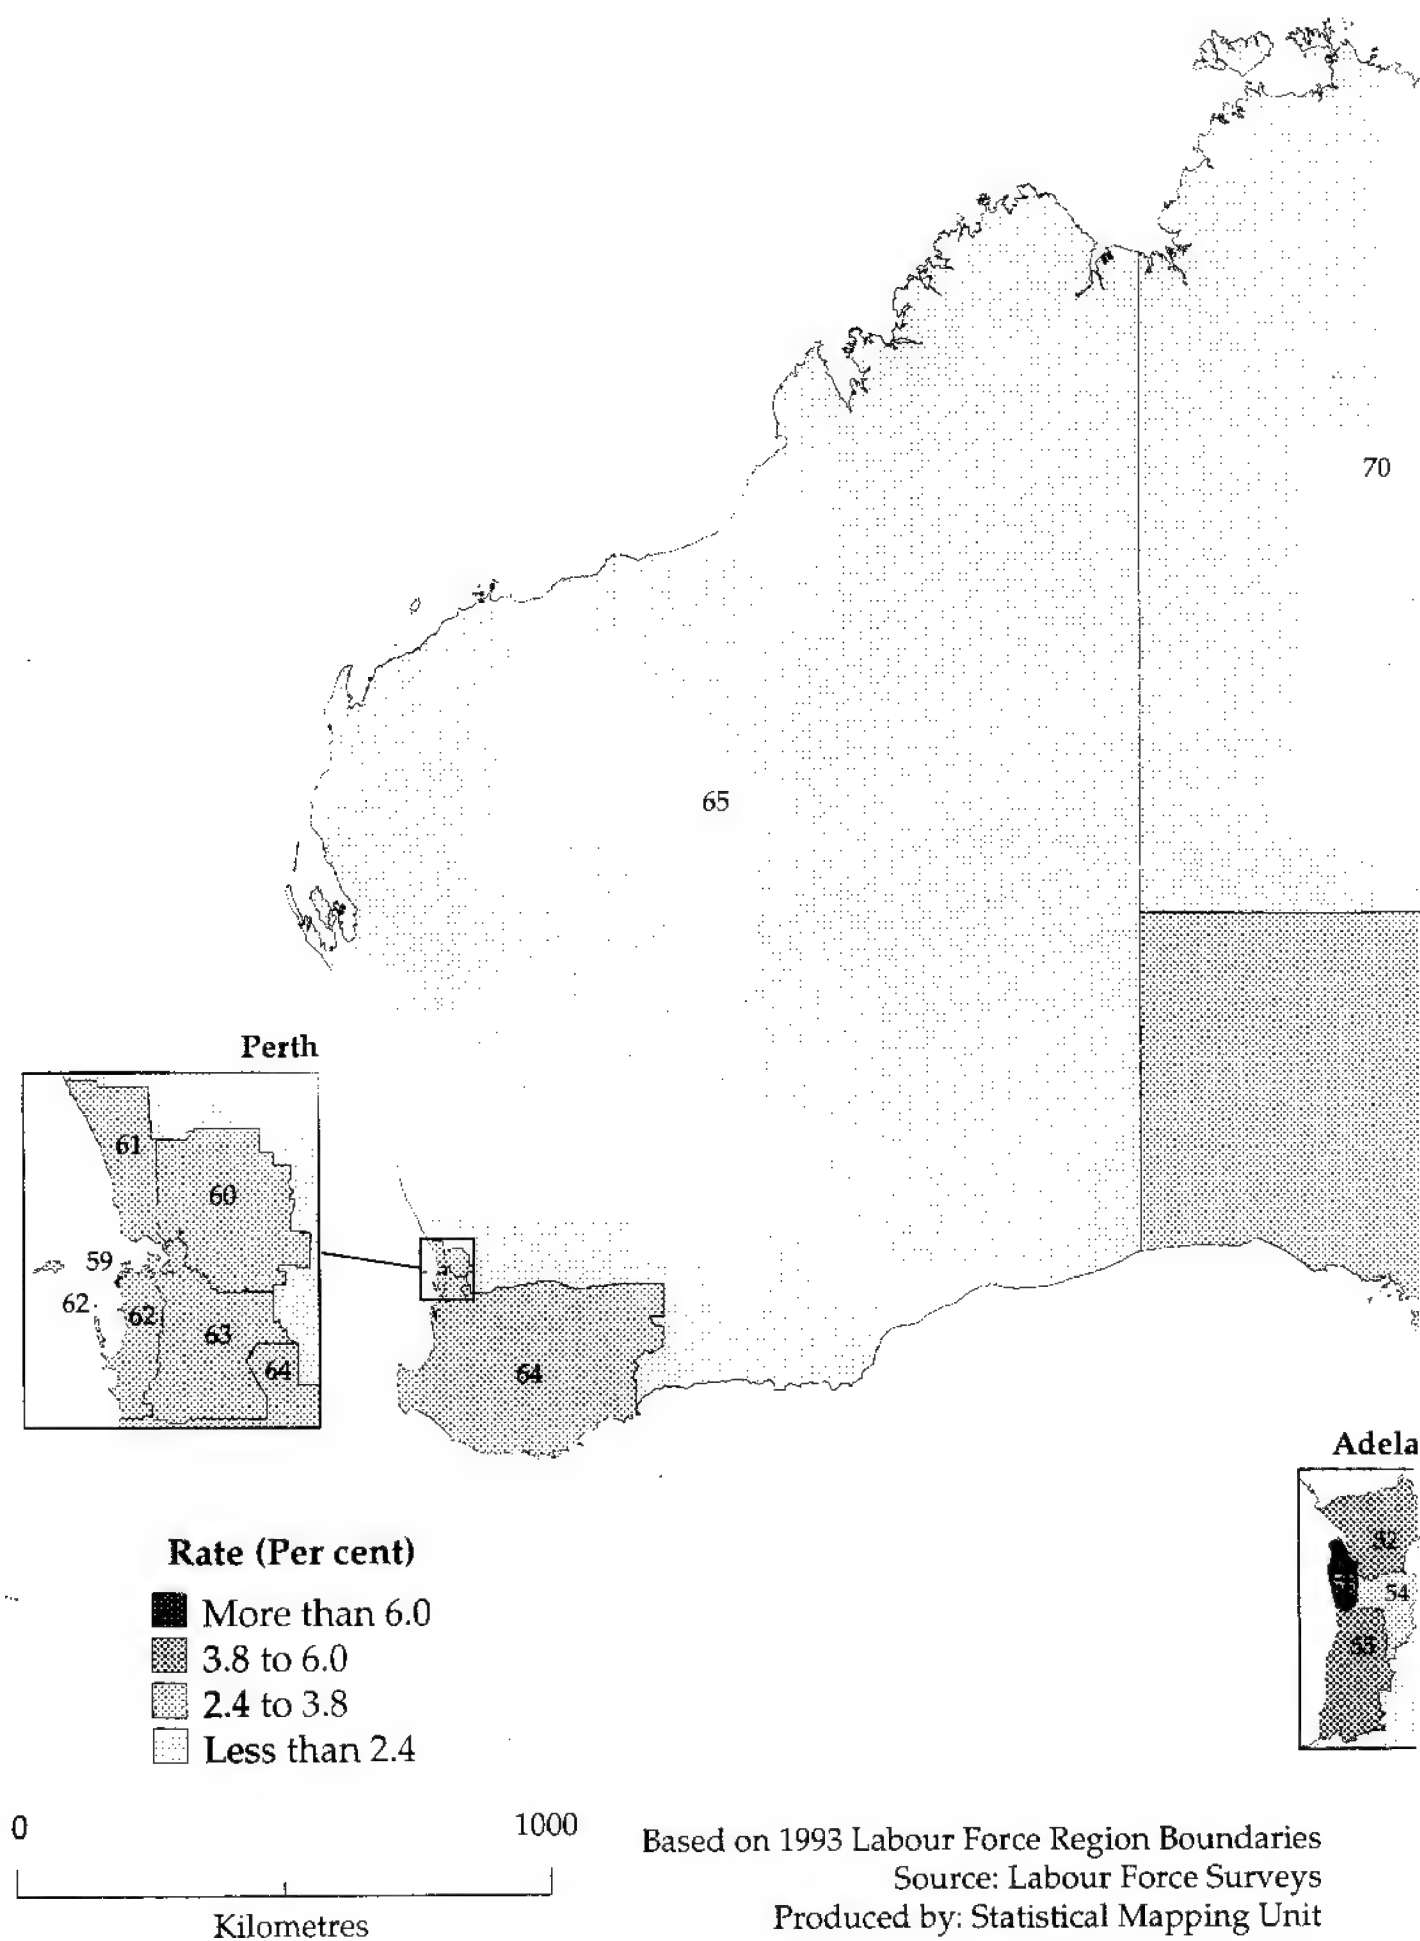 70
65
Perth
61
60
59
62
62
63
64
64
Adela
52
54
55
Rate (Per cent)
More than 6.0
3.8 to 6.0
2.4 to 3.8
Less than 2.4
0 1000
Kilometres
Based on 1993 Labour Force Region Boundaries
Source: Labour Force Surveys
Produced by: Statistical Mapping Unit